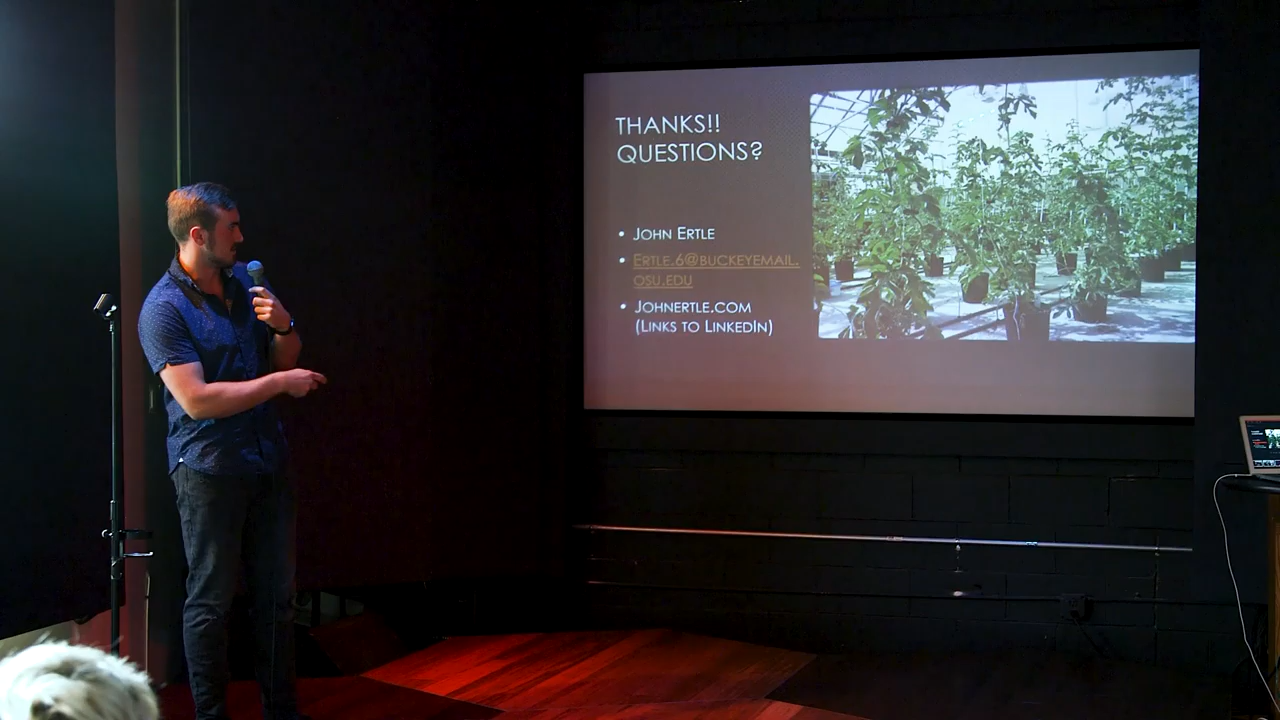 THANKS!!
QUESTIONS?
• JOHN ERTLE
• ERTLE.6@BUCKEYEMAIL.
OSU.EDU
• JOHNERTLE.COM
(LINKS TO LINKEDIN)